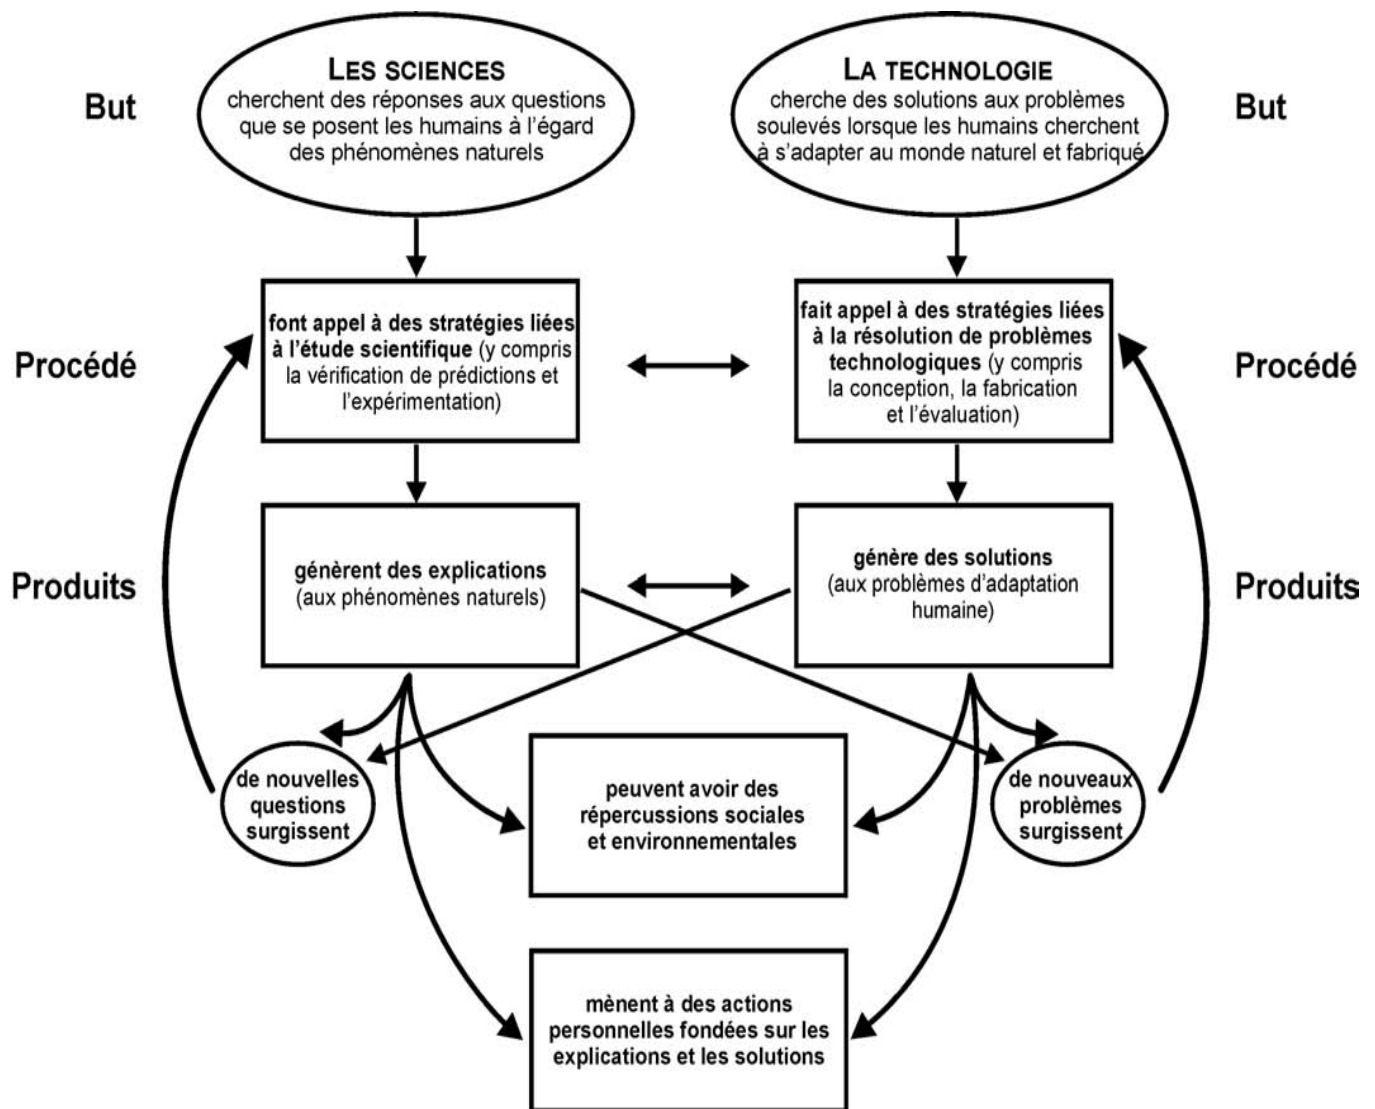 LES SCIENCES
cherchent des réponses aux questions
que se posent les humains à l'égard
des phénomènes naturels
LA TECHNOLOGIE
cherche des solutions aux problèmes
soulevés lorsque les humains cherchent
à s'adapter au monde naturel et fabriqué
But
But
Procédé
font appel à des stratégies liées
à l'étude scientifique (y compris
la vérification de prédictions et
l'expérimentation)
fait appel à des stratégies liées
à la résolution de problèmes
technologiques (y compris
la conception, la fabrication
et l'évaluation)
Procédé
Produits
génèrent des explications
(aux phénomènes naturels)
génère des solutions
(aux problèmes d'adaptation
humaine)
Produits
de nouvelles
questions
surgissent
peuvent avoir des
répercussions sociales
et environnementales
de nouveaux
problèmes
surgissent
mènent à des actions
personnelles fondées sur les
explications et les solutions